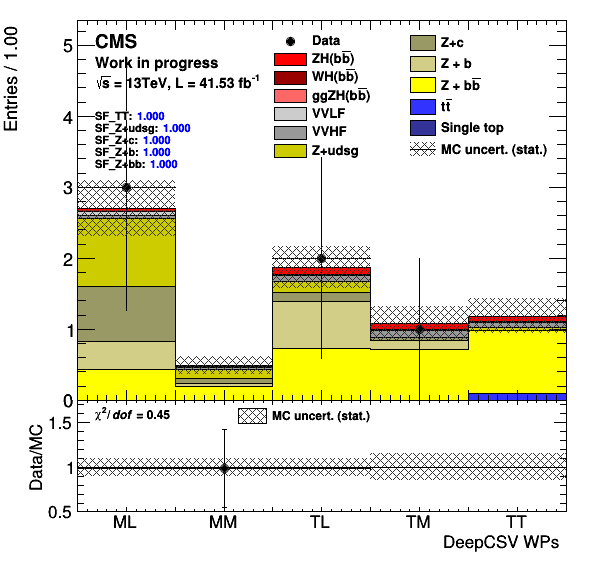 Entries / 1.00
CMS
Work in progress
√s = 13TeV, L = 41.53 fb⁻¹
SF_TT: 1.000
SF_Z+udsg: 1.000
SF_Z+c: 1.000
SF_Z+b: 1.000
SF_Z+bb: 1.000
Data
ZH(bb̅)
WH(bb̅)
ggZH(bb̅)
VVLF
VVHF
Z+udsg
Z+c
Z + b
Z + bb̅
tt̅
Single top
MC uncert. (stat.)
5
4
3
2
1
0
χ²/dof = 0.45
MC uncert. (stat.)
Data/MC
1.5
1
0.5
ML MM TL TM TT
DeepCSV WPs